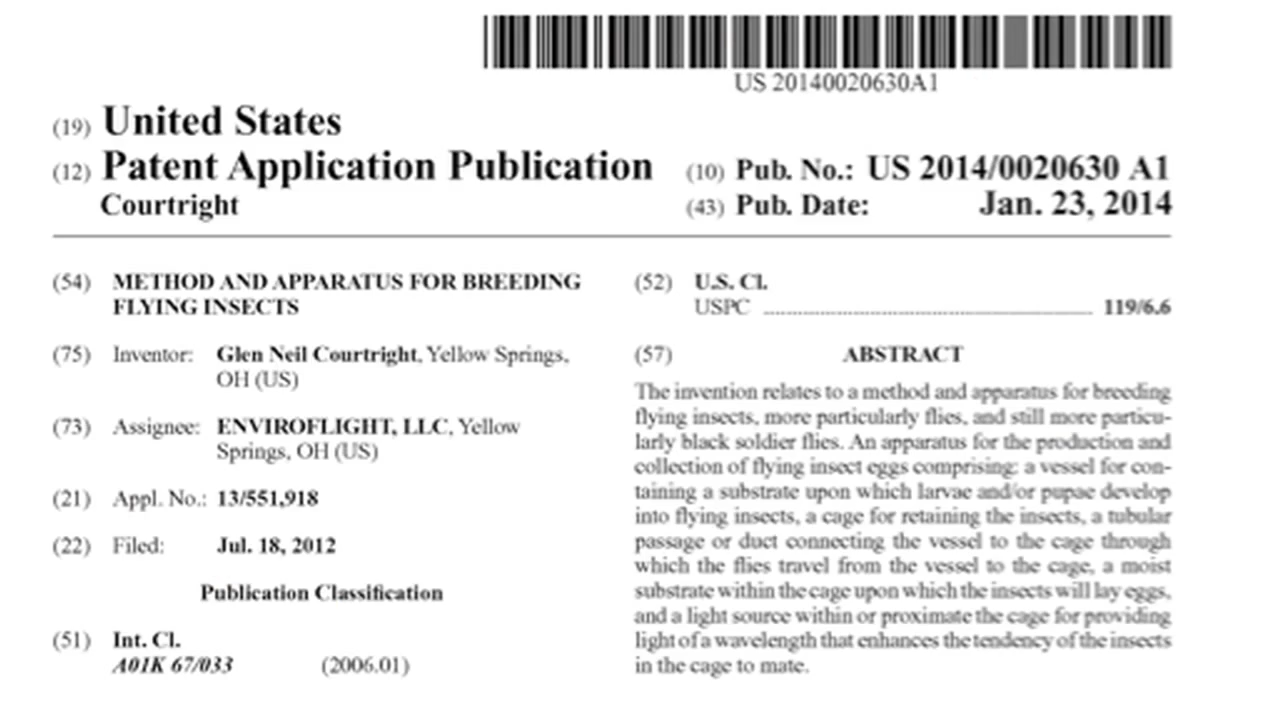 US 20140020630A1
(19) United States
(12) Patent Application Publication
Courtright
(10) Pub. No.: US 2014/0020630 A1
(43) Pub. Date: Jan. 23, 2014
(54) METHOD AND APPARATUS FOR BREEDING
FLYING INSECTS
(75) Inventor: Glen Neil Courtright, Yellow Springs,
OH (US)
(73) Assignee: ENVIROFLIGHT, LLC, Yellow
Springs, OH (US)
(21) Appl. No.: 13/551,918
(22) Filed: Jul. 18, 2012
Publication Classification
(51) Int. Cl.
A01K 67/033 (2006.01)
(52) U.S. Cl.
USPC ........................................................ 119/6.6
(57) ABSTRACT
The invention relates to a method and apparatus for breeding
flying insects, more particularly flies, and still more particu-
larly black soldier flies. An apparatus for the production and
collection of flying insect eggs comprising: a vessel for con-
taining a substrate upon which larvae and/or pupae develop
into flying insects, a cage for retaining the insects, a tubular
passage or duct connecting the vessel to the cage through
which the flies travel from the vessel to the cage, a moist
substrate within the cage upon which the insects will lay eggs,
and a light source within or proximate the cage for providing
light of a wavelength that enhances the tendency of the insects
in the cage to mate.